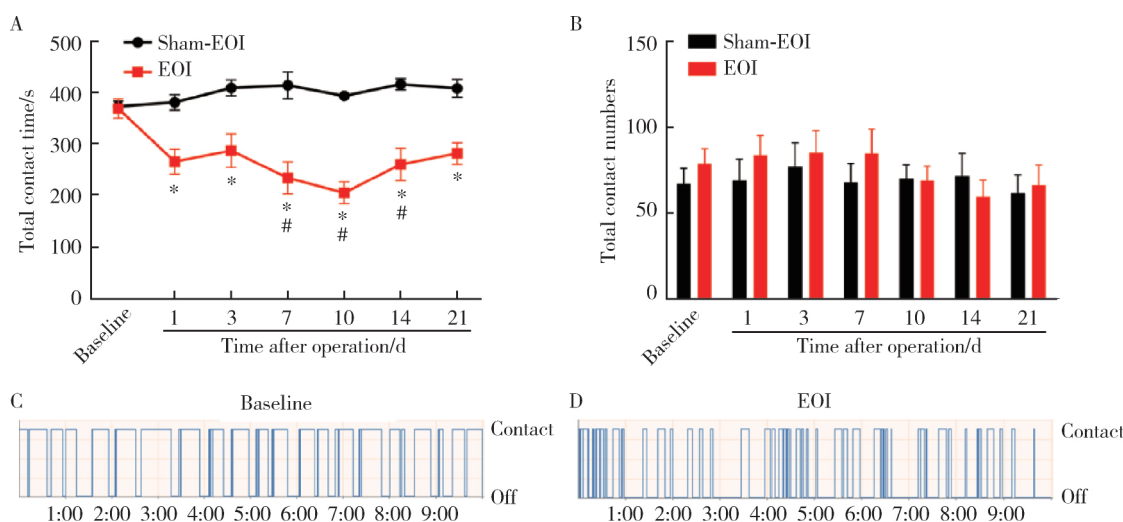 A
Total contact time/s
500
400
300
200
100
0
Sham-EOI
EOI
*
*
*
#
*
#
*
#
*
Baseline
1 3 7 10 14 21
Time after operation/d
B
Total contact numbers
150
100
50
0
Sham-EOI
EOI
Baseline
1 3 7 10 14 21
Time after operation/d
C
Baseline
Contact
Off
1:00 2:00 3:00 4:00 5:00 6:00 7:00 8:00 9:00
D
EOI
Contact
Off
1:00 2:00 3:00 4:00 5:00 6:00 7:00 8:00 9:00